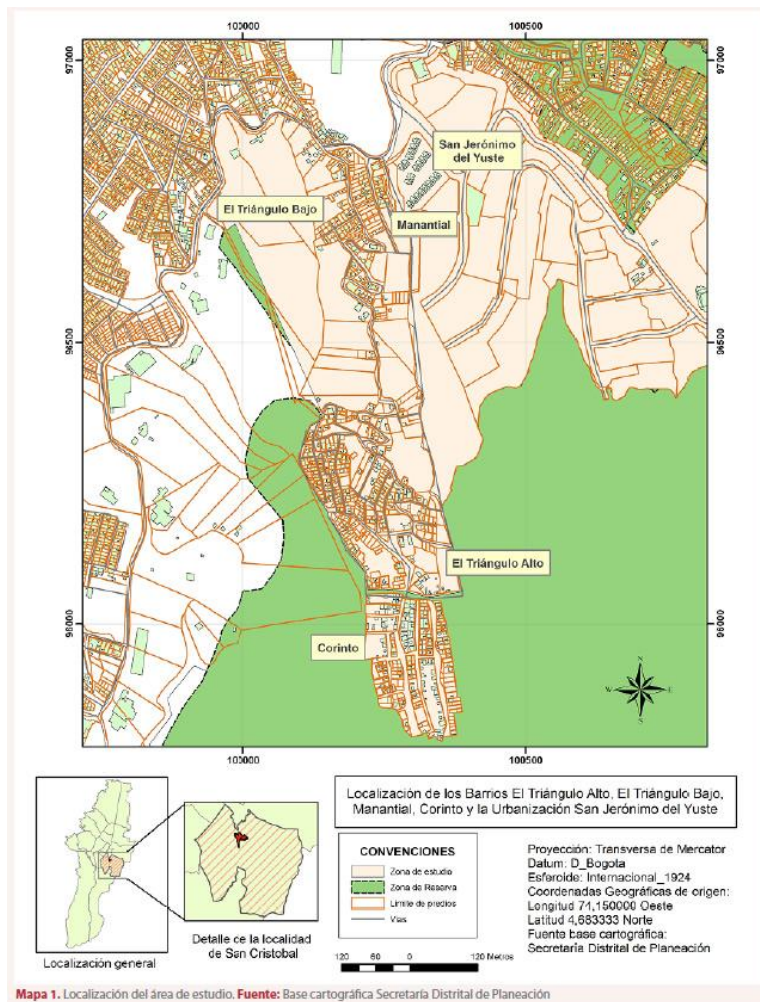 100000 100500
97000 97000
San Jerónimo
del Yuste
El Triángulo Bajo
Manantial
96500 96500
El Triángulo Alto
96000 96000
Corinto
N
W E
S
100000 100500
Localización de los Barrios El Triángulo Alto, El Triángulo Bajo,
Manantial, Corinto y la Urbanización San Jerónimo del Yuste
CONVENCIONES
Zona de estudio
Zona de Reserva
Límite de predios
Vías
Proyección: Transversa de Mercator
Datum: D_Bogota
Esferoide: Internacional_1924
Coordenadas Geográficas de origen:
Longitud 74,150000 Oeste
Latitud 4,683333 Norte
Fuente base cartográfica:
Secretaría Distrital de Planeación
Localización general
Detalle de la localidad
de San Cristobal
120 60 0 120 Metros
Mapa 1. Localización del área de estudio. Fuente: Base cartográfica Secretaría Distrital de Planeación